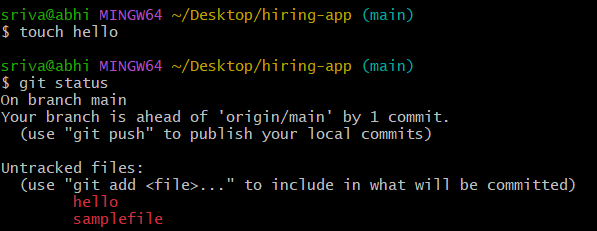 sriva@abhi MINGW64 ~/Desktop/hiring-app (main)
$ touch hello
sriva@abhi MINGW64 ~/Desktop/hiring-app (main)
$ git status
On branch main
Your branch is ahead of 'origin/main' by 1 commit.
  (use "git push" to publish your local commits)
Untracked files:
  (use "git add <file>..." to include in what will be committed)
        hello
        samplefile